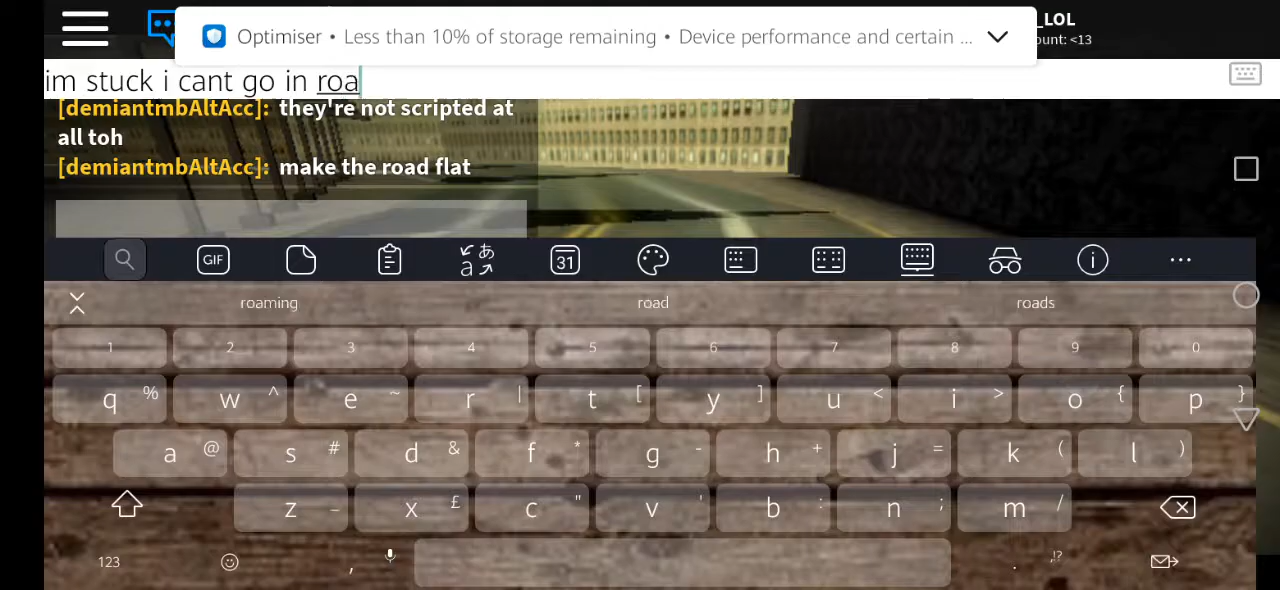 _LOL
Optimiser • Less than 10% of storage remaining • Device performance and certain ...
ount: <13
im stuck i cant go in roa
[demiantmbAltAcc]: they're not scripted at
all toh
[demiantmbAltAcc]: make the road flat
GIF
31
roaming road roads
1 2 3 4 5 6 7 8 9 0
q % w ^ e ~ r | t [ y ] u < i > o { p }
a @ s # d & f * g - h + j = k ( l )
z _ x £ c " v ' b : n ; m /
123 , . ,!?